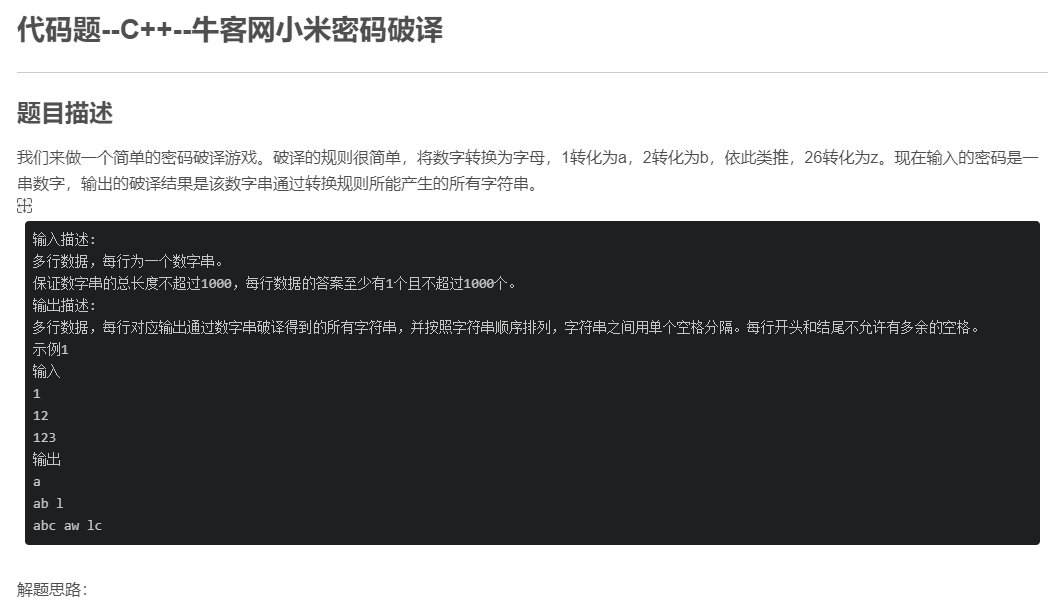 代码题--C++--牛客网小米密码破译
题目描述
我们来做一个简单的密码破译游戏。破译的规则很简单，将数字转换为字母，1转化为a，2转化为b，依此类推，26转化为z。现在输入的密码是一
串数字，输出的破译结果是该数字串通过转换规则所能产生的所有字符串。
输入描述:
多行数据，每行为一个数字串。
保证数字串的总长度不超过1000，每行数据的答案至少有1个且不超过1000个。
输出描述:
多行数据，每行对应输出通过数字串破译得到的所有字符串，并按照字符串顺序排列，字符串之间用单个空格分隔。每行开头和结尾不允许有多余的空格。
示例1
输入
1
12
123
输出
a
ab l
abc aw lc
解题思路：